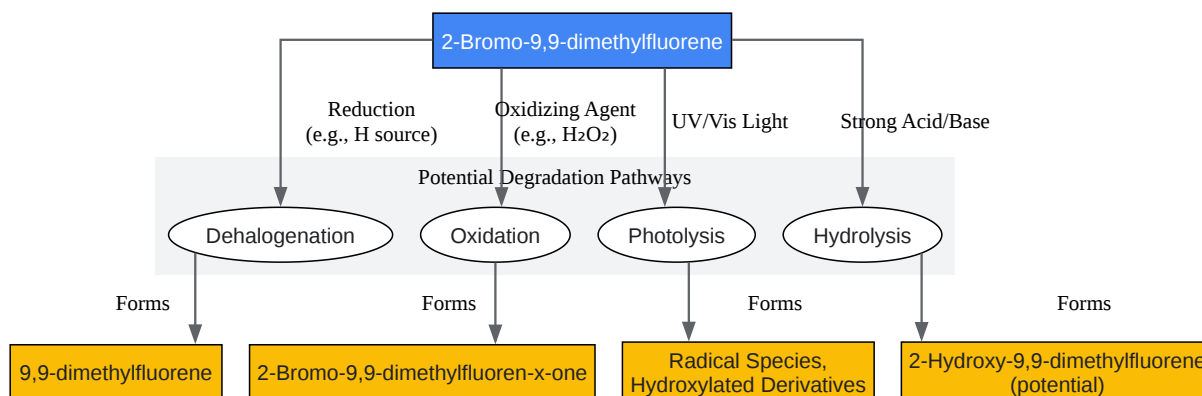 2-Bromo-9,9-dimethylfluorene
Reduction
(e.g., H source)
Oxidizing Agent
(e.g., H₂O₂)
UV/Vis Light
Strong Acid/Base
Potential Degradation Pathways
Dehalogenation
Oxidation
Photolysis
Hydrolysis
Forms
Forms
Forms
Forms
9,9-dimethylfluorene
2-Bromo-9,9-dimethylfluoren-x-one
Radical Species,
Hydroxylated Derivatives
2-Hydroxy-9,9-dimethylfluorene
(potential)